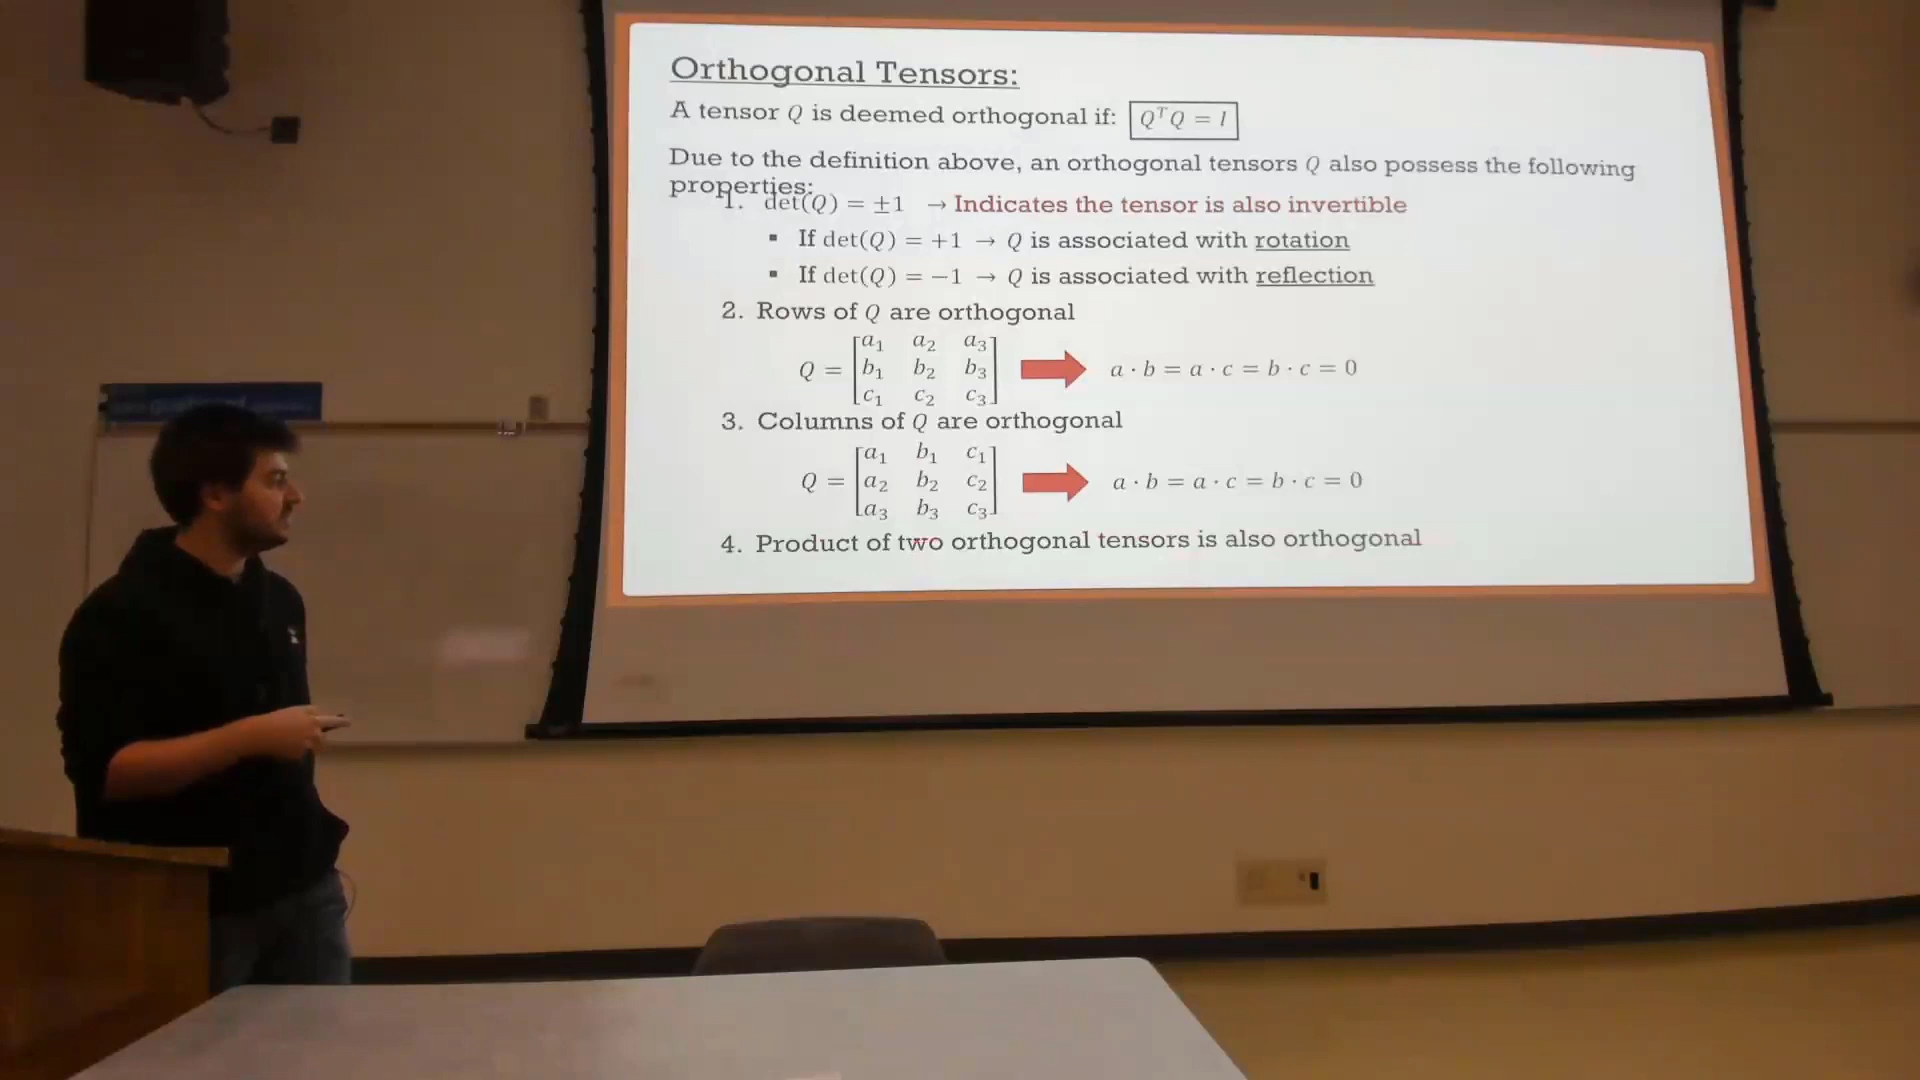 Orthogonal Tensors:
A tensor Q is deemed orthogonal if: QᵀQ = I
Due to the definition above, an orthogonal tensors Q also possess the following
properties:
1. det(Q) = ±1 → Indicates the tensor is also invertible
▪ If det(Q) = +1 → Q is associated with rotation
▪ If det(Q) = −1 → Q is associated with reflection
2. Rows of Q are orthogonal
a₁ a₂ a₃
Q = b₁ b₂ b₃ a · b = a · c = b · c = 0
c₁ c₂ c₃
3. Columns of Q are orthogonal
a₁ b₁ c₁
Q = a₂ b₂ c₂ a · b = a · c = b · c = 0
a₃ b₃ c₃
4. Product of two orthogonal tensors is also orthogonal